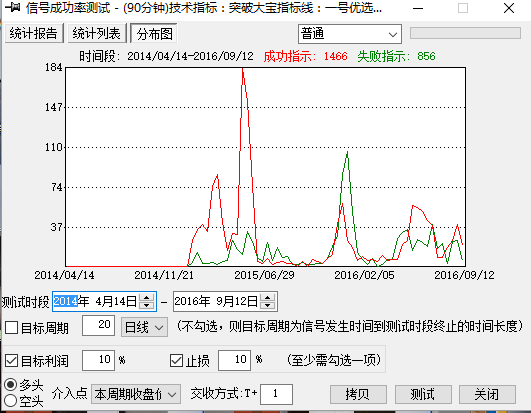 信号成功率测试 - (90分钟)技术指标：突破大宝指标线：一号优选...
统计报告 统计列表 分布图 普通
时间段: 2014/04/14-2016/09/12 成功指示: 1466 失败指示: 856
184
147
110
74
37
2014/04/14 2014/11/21 2015/06/29 2016/02/05 2016/09/12
测试时段 2014年 4月14日 - 2016年 9月12日
目标周期 20 日线 (不勾选，则目标周期为信号发生时间到测试时段终止的时间长度)
目标利润 10 % 止损 10 % (至少需勾选一项)
多头
空头 介入点 本周期收盘价 交收方式:T+ 1 拷贝 测试 关闭